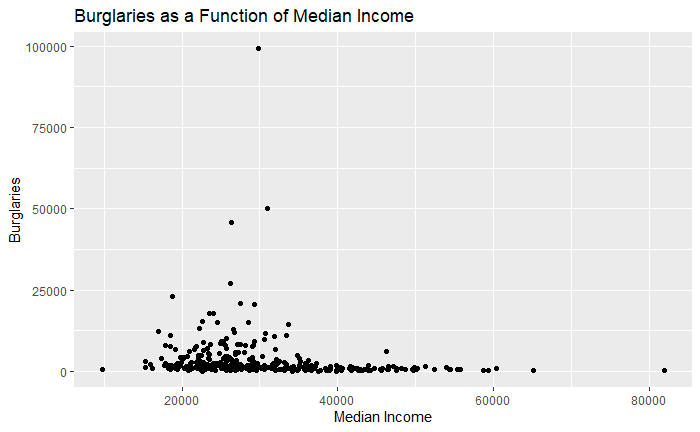 Burglaries as a Function of Median Income
100000
75000
50000
25000
0
Burglaries
20000 40000 60000 80000
Median Income